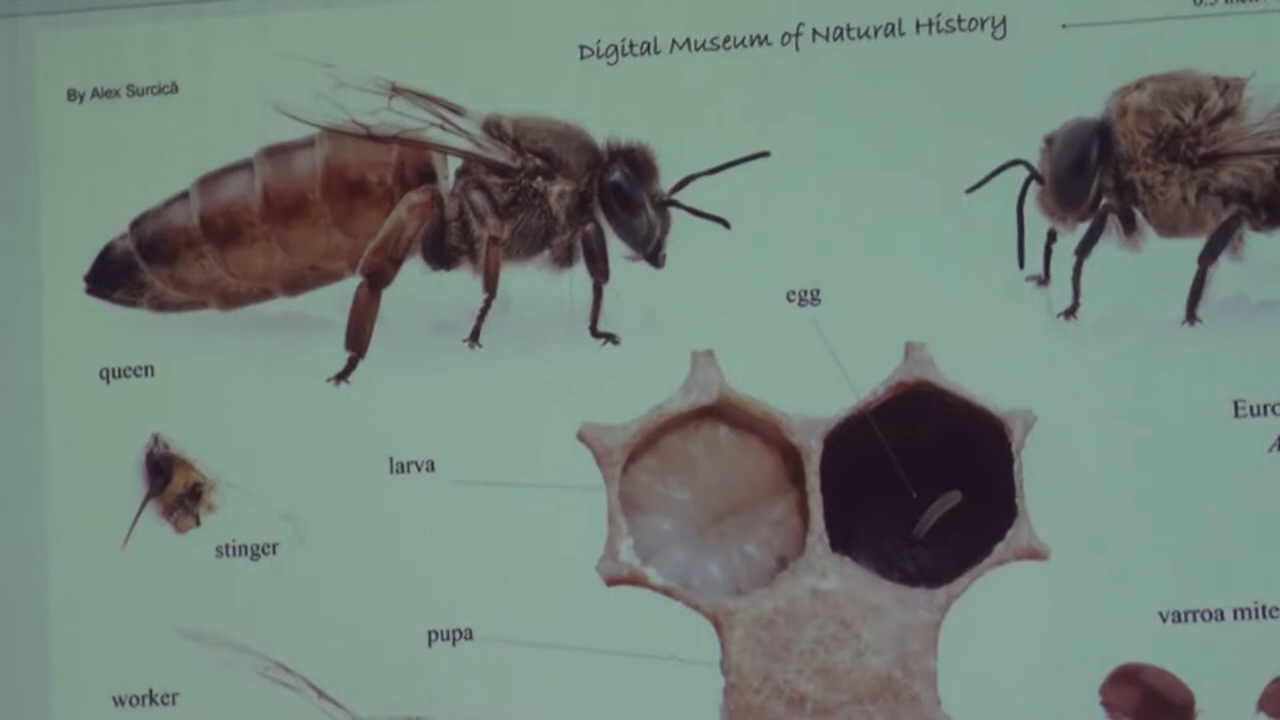 Digital Museum of Natural History
By Alex Surcică
egg
queen
larva
stinger
varroa mite
pupa
worker